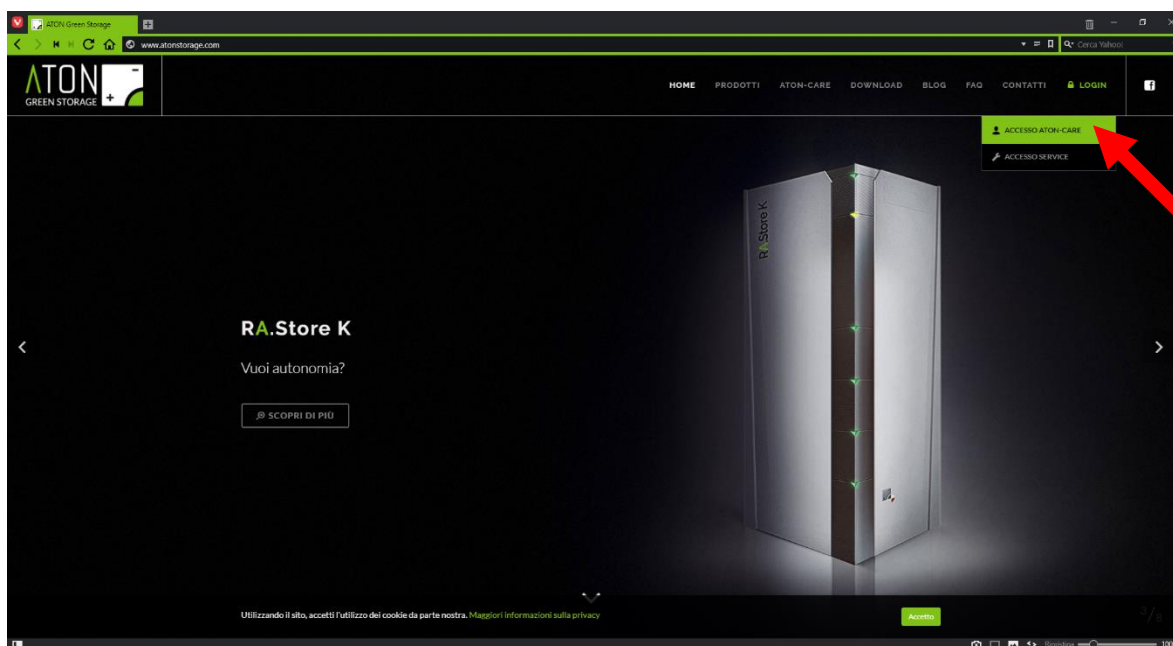 ATON Green Storage
www.atonstorage.com
Cerca Yahoo!
ATON
GREEN STORAGE
HOME PRODOTTI ATON-CARE DOWNLOAD BLOG FAQ CONTATTI LOGIN
ACCESSO ATON-CARE
ACCESSO SERVICE
RA.Store K
RA.Store K
Vuoi autonomia?
SCOPRI DI PIÙ
Utilizzando il sito, accetti l'utilizzo dei cookie da parte nostra. Maggiori informazioni sulla privacy
Accetto
3/8